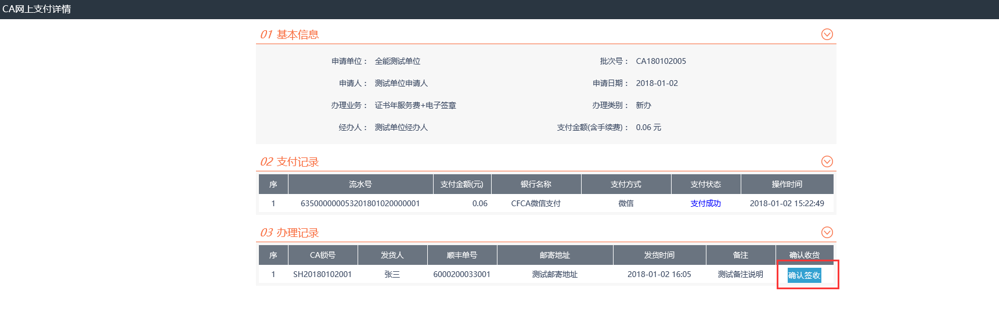 CA网上支付详情
01 基本信息
申请单位： 全能测试单位 批次号： CA180102005
申请人： 测试单位申请人 申请日期： 2018-01-02
办理业务： 证书年服务费+电子签章 办理类别： 新办
经办人： 测试单位经办人 支付金额(含手续费)： 0.06 元
02 支付记录
序 流水号 支付金额(元) 银行名称 支付方式 支付状态 操作时间
1 635000000053201801020000001 0.06 CFCA微信支付 微信 支付成功 2018-01-02 15:22:49
03 办理记录
序 CA锁号 发货人 顺丰单号 邮寄地址 发货时间 备注 确认收货
1 SH20180102001 张三 6000200033001 测试邮寄地址 2018-01-02 16:05 测试备注说明 确认签收